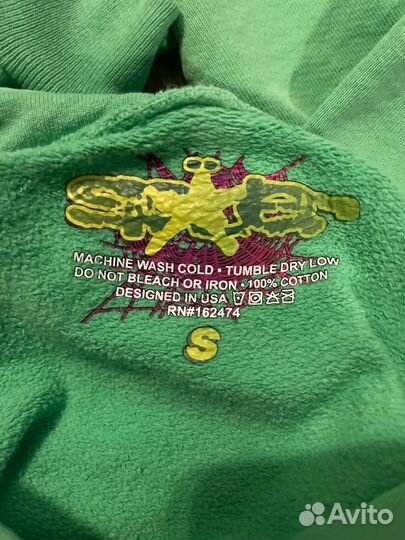 MACHINE WASH COLD • TUMBLE DRY LOW
DO NOT BLEACH OR IRON • 100% COTTON
DESIGNED IN USA
RN#162474
S
Avito